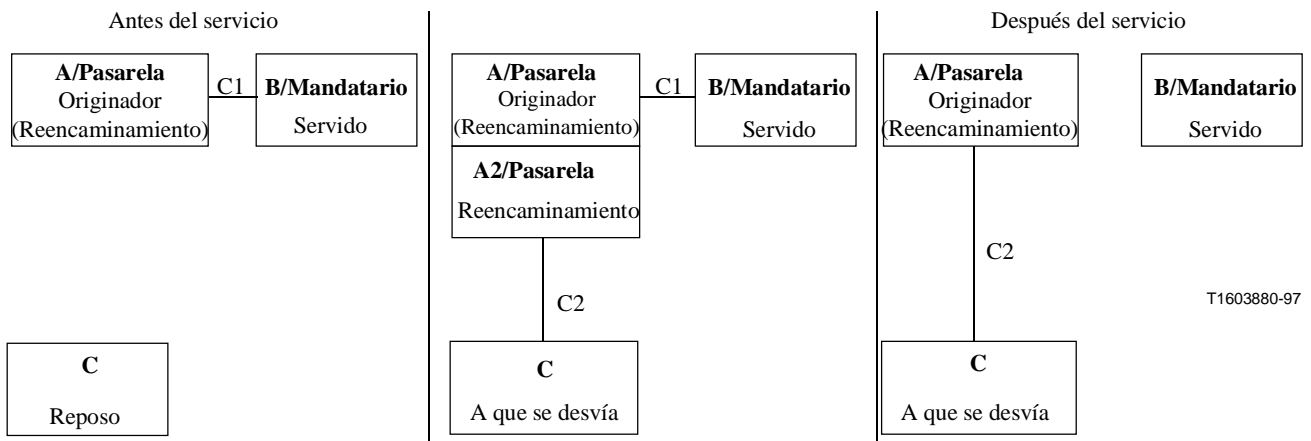 Antes del servicio
A/Pasarela
Originador
(Reencaminamiento)
C1
B/Mandatario
Servido
C
Reposo
A/Pasarela
Originador
(Reencaminamiento)
C1
B/Mandatario
Servido
A2/Pasarela
Reencaminamiento
C2
C
A que se desvía
Después del servicio
A/Pasarela
Originador
(Reencaminamiento)
B/Mandatario
Servido
C2
T1603880-97
C
A que se desvía